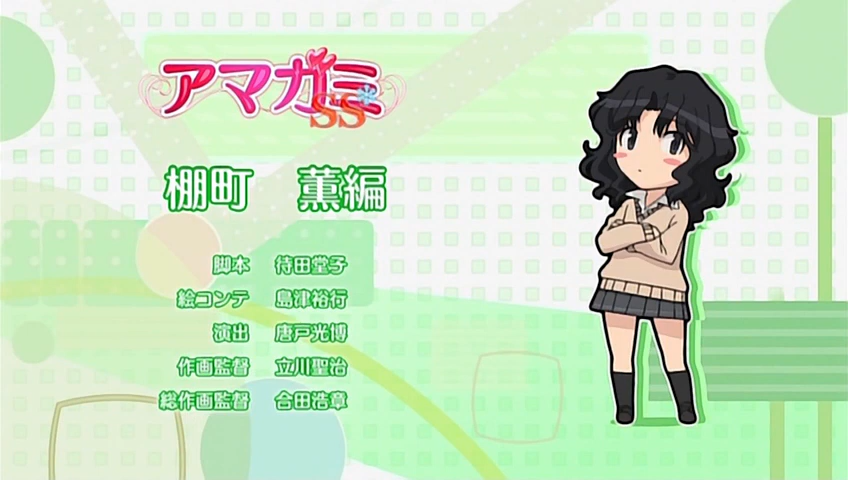 アマガミ
SS
棚町 薫編
脚本 待田堂子
絵コンテ 島津裕行
演出 唐戸光博
作画監督 立川聖治
総作画監督 合田浩章